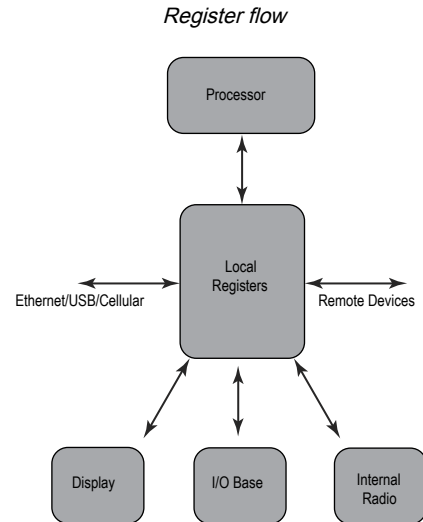 Register flow
Processor
Local
Registers
Ethernet/USB/Cellular
Remote Devices
Display
I/O Base
Internal
Radio